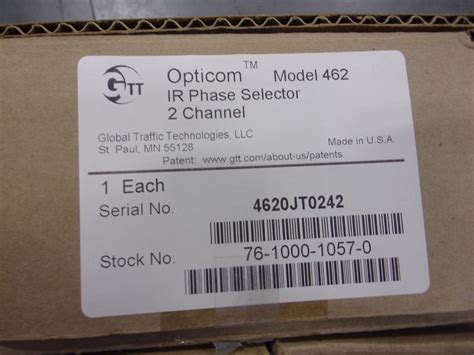 GTT
Opticom™ Model 462
IR Phase Selector
2 Channel
Global Traffic Technologies, LLC
St. Paul, MN 55128
Made in U.S.A.
Patent: www.gtt.com/about-us/patents
1 Each
Serial No. 4620JT0242
Stock No. 76-1000-1057-0